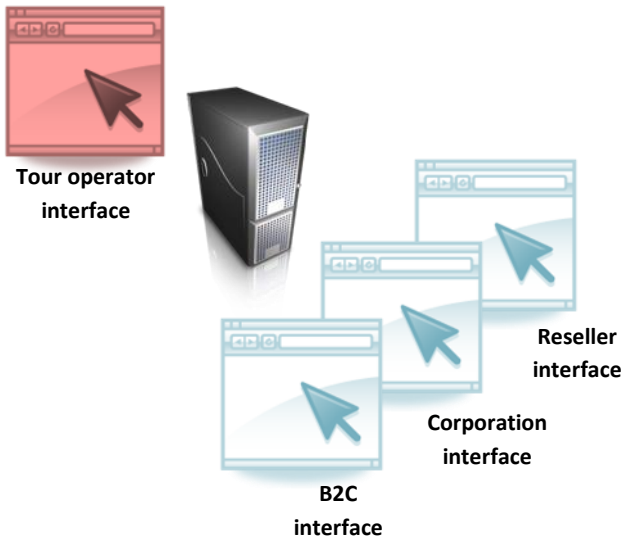 Tour operator
interface
Reseller
interface
Corporation
interface
B2C
interface